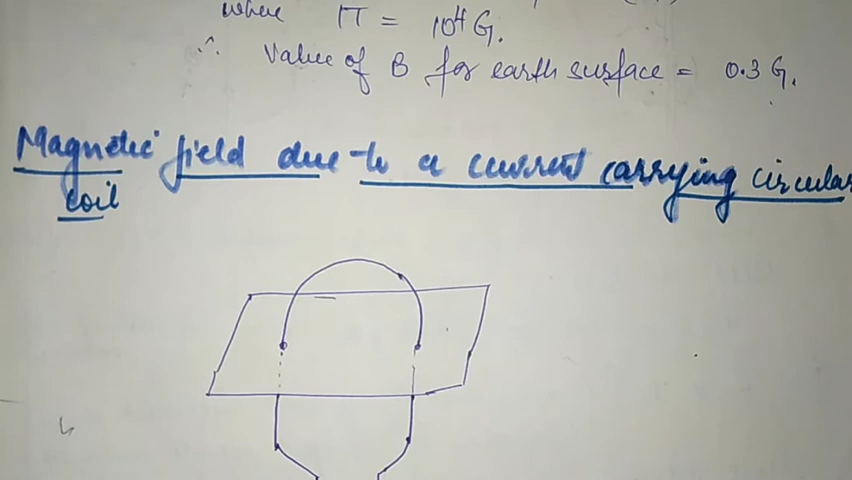 where 1T = 10⁴ G.
∴ Value of B for earth surface = 0.3 G.
Magnetic field due to a current carrying circular
coil